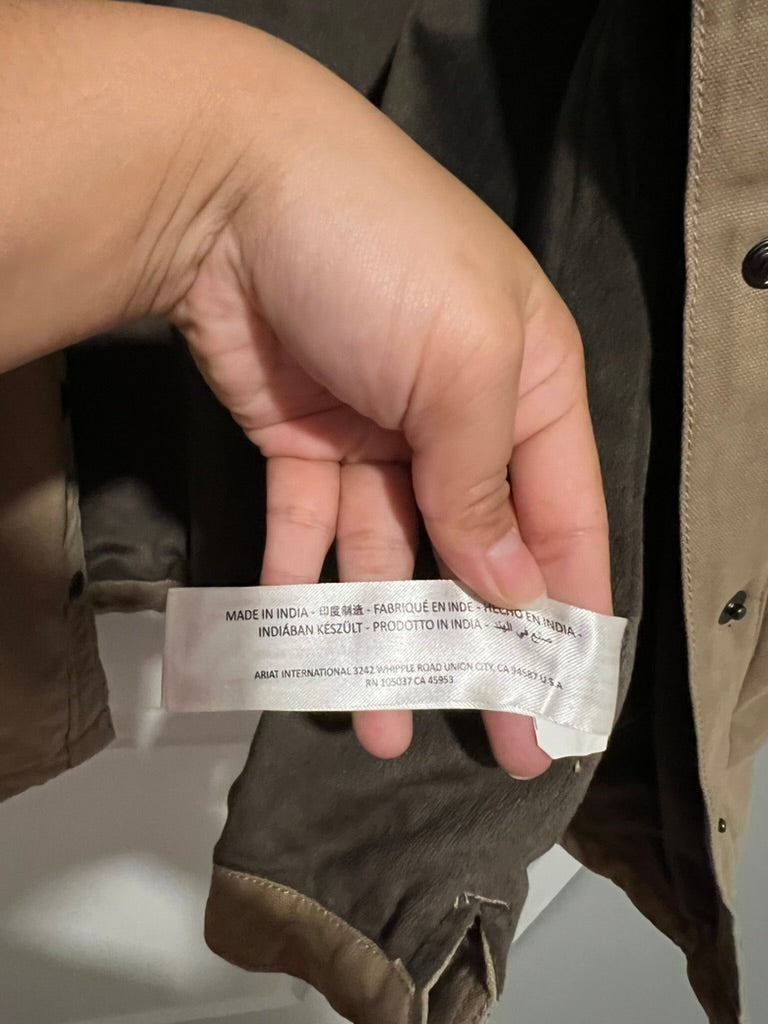 MADE IN INDIA - 印度制造 - FABRIQUÉ EN INDE - HECHO EN INDIA -
INDIÁBAN KÉSZÜLT - PRODOTTO IN INDIA - صنع في الهند
ARIAT INTERNATIONAL 3242 WHIPPLE ROAD UNION CITY, CA 94587 U.S.A
RN 105037 CA 45953